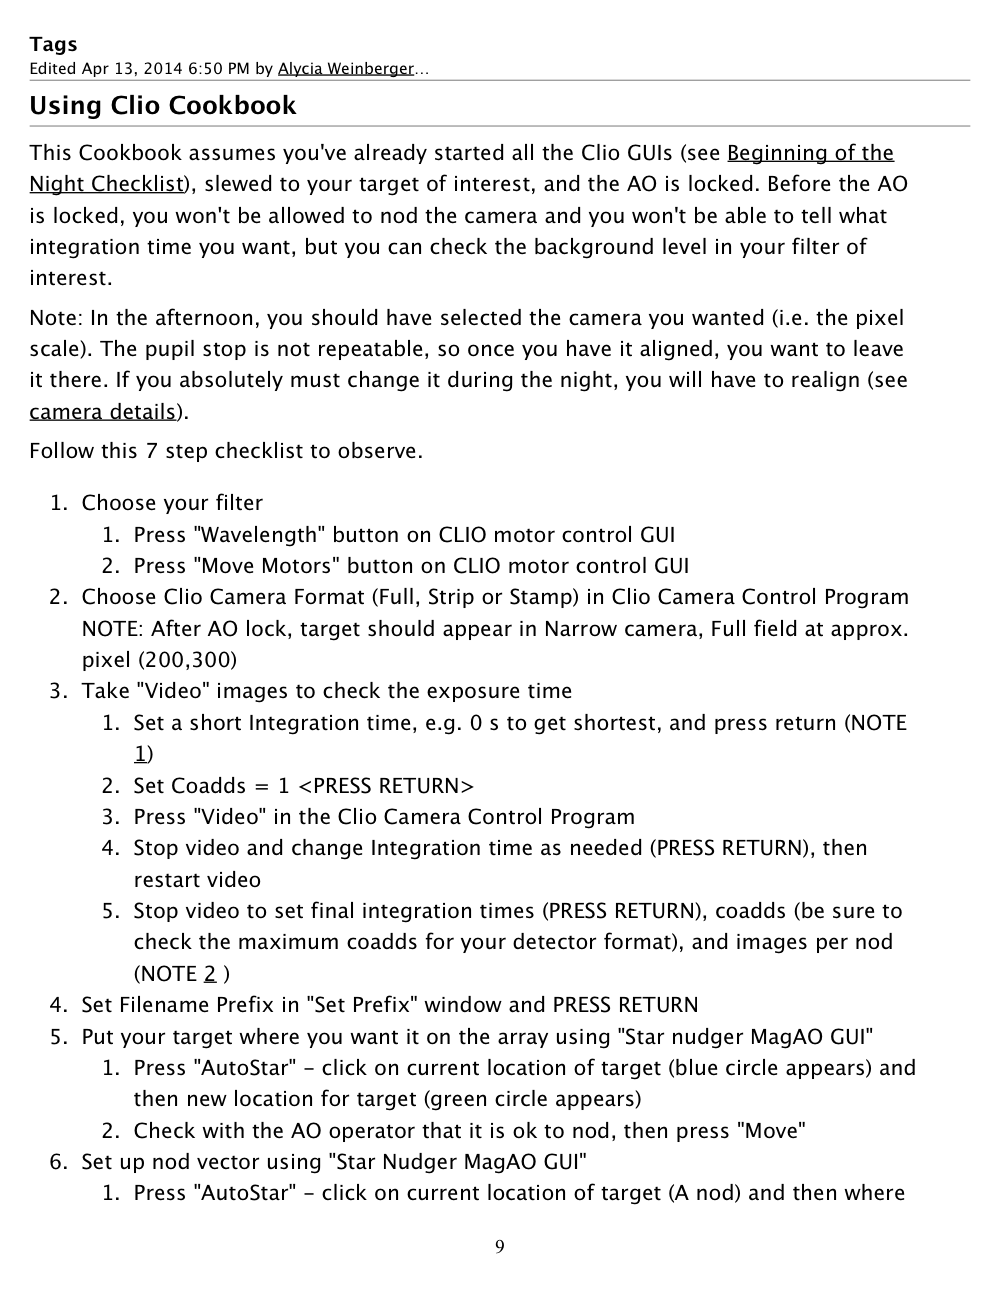 Tags
Edited Apr 13, 2014 6:50 PM by Alycia Weinberger…
Using Clio Cookbook
This Cookbook assumes you've already started all the Clio GUIs (see Beginning of the
Night Checklist), slewed to your target of interest, and the AO is locked. Before the AO
is locked, you won't be allowed to nod the camera and you won't be able to tell what
integration time you want, but you can check the background level in your filter of
interest.
Note: In the afternoon, you should have selected the camera you wanted (i.e. the pixel
scale). The pupil stop is not repeatable, so once you have it aligned, you want to leave
it there. If you absolutely must change it during the night, you will have to realign (see
camera details).
Follow this 7 step checklist to observe.
1. Choose your filter
1. Press "Wavelength" button on CLIO motor control GUI
2. Press "Move Motors" button on CLIO motor control GUI
2. Choose Clio Camera Format (Full, Strip or Stamp) in Clio Camera Control Program
NOTE: After AO lock, target should appear in Narrow camera, Full field at approx.
pixel (200,300)
3. Take "Video" images to check the exposure time
1. Set a short Integration time, e.g. 0 s to get shortest, and press return (NOTE
1)
2. Set Coadds = 1 <PRESS RETURN>
3. Press "Video" in the Clio Camera Control Program
4. Stop video and change Integration time as needed (PRESS RETURN), then
restart video
5. Stop video to set final integration times (PRESS RETURN), coadds (be sure to
check the maximum coadds for your detector format), and images per nod
(NOTE 2 )
4. Set Filename Prefix in "Set Prefix" window and PRESS RETURN
5. Put your target where you want it on the array using "Star nudger MagAO GUI"
1. Press "AutoStar" – click on current location of target (blue circle appears) and
then new location for target (green circle appears)
2. Check with the AO operator that it is ok to nod, then press "Move"
6. Set up nod vector using "Star Nudger MagAO GUI"
1. Press "AutoStar" – click on current location of target (A nod) and then where
9